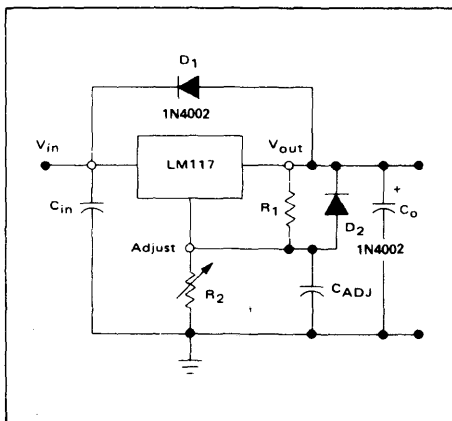 D1
1N4002
Vin
LM117
Vout
Cin
R1
D2
+
Co
1N4002
Adjust
R2
CADJ